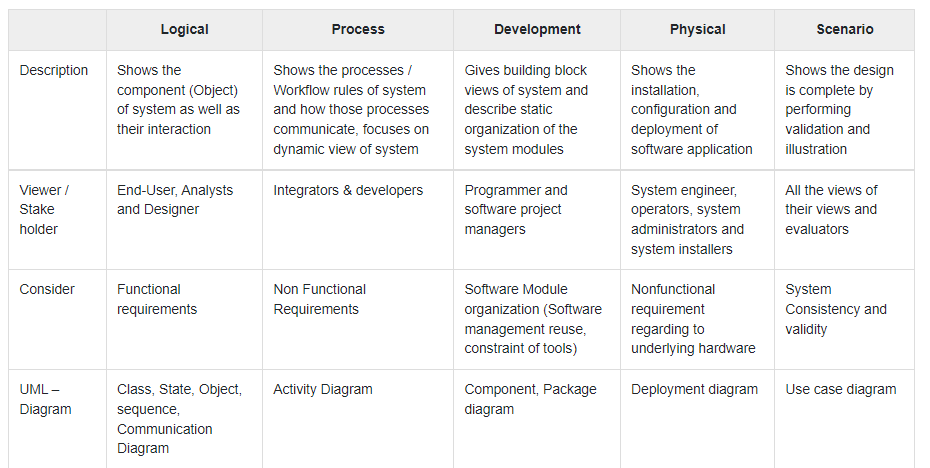 Logical Process Development Physical Scenario
Description Shows the Shows the processes / Gives building block Shows the Shows the design
component (Object) Workflow rules of system views of system and installation, is complete by
of system as well as and how those processes describe static configuration and performing
their interaction communicate, focuses on organization of the deployment of validation and
dynamic view of system system modules software application illustration
Viewer / End-User, Analysts Integrators & developers Programmer and System engineer, All the views of
Stake and Designer software project operators, system their views and
holder managers administrators and evaluators
system installers
Consider Functional Non Functional Software Module Nonfunctional System
requirements Requirements organization (Software requirement Consistency and
management reuse, regarding to validity
constraint of tools) underlying hardware
UML – Class, State, Object, Activity Diagram Component, Package Deployment diagram Use case diagram
Diagram sequence, diagram
Communication
Diagram